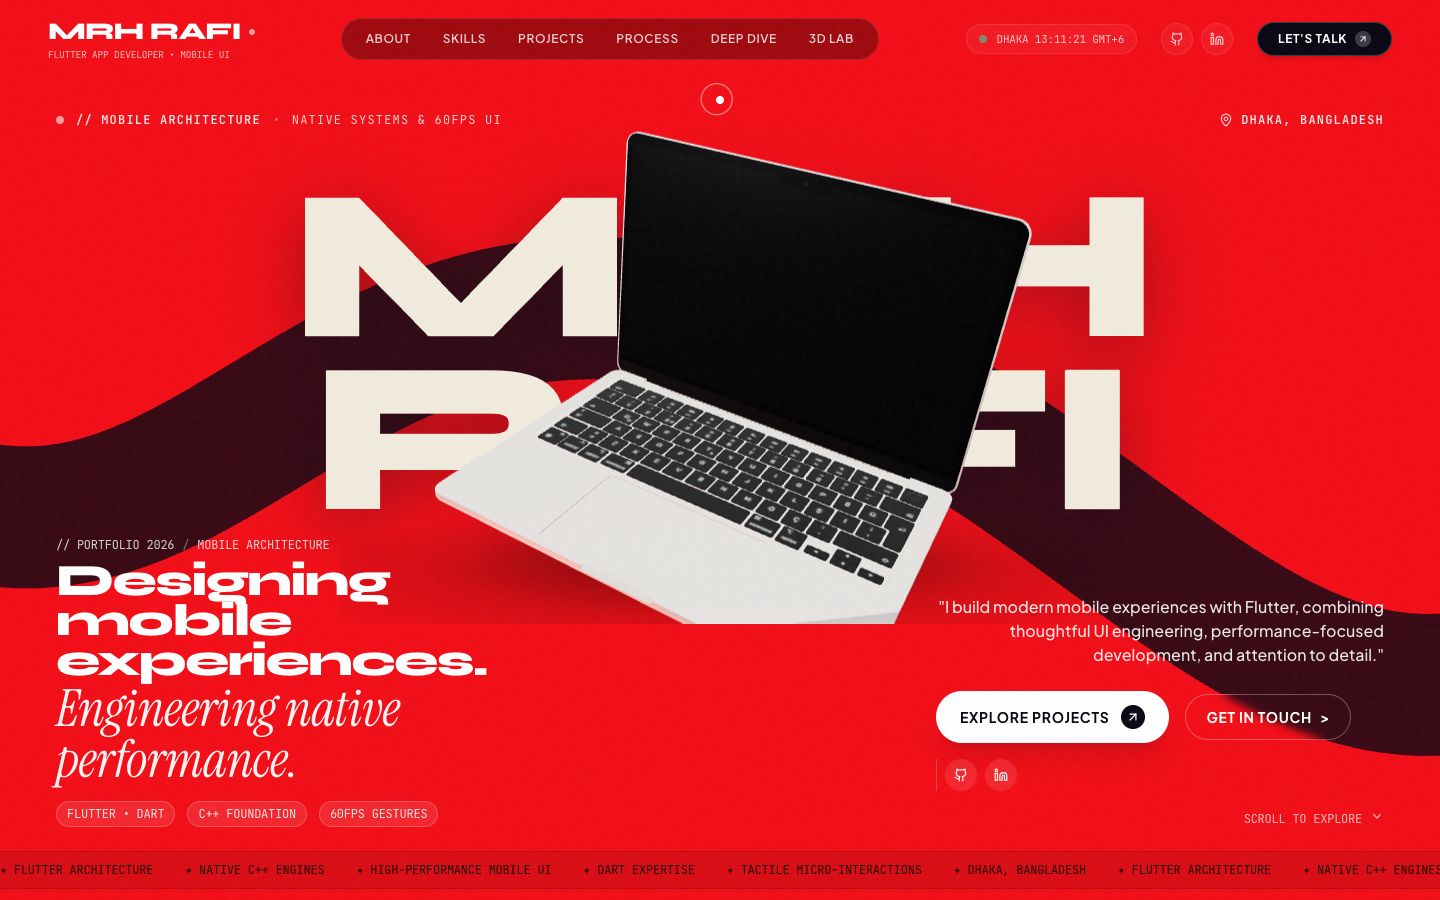 MRH RAFI
FLUTTER APP DEVELOPER • MOBILE UI
ABOUT SKILLS PROJECTS PROCESS DEEP DIVE 3D LAB
DHAKA 13:11:21 GMT+6
LET'S TALK
// MOBILE ARCHITECTURE · NATIVE SYSTEMS & 60FPS UI
DHAKA, BANGLADESH
// PORTFOLIO 2026 / MOBILE ARCHITECTURE
Designing
mobile
experiences.
Engineering native
performance.
FLUTTER • DART C++ FOUNDATION 60FPS GESTURES
"I build modern mobile experiences with Flutter, combining
thoughtful UI engineering, performance-focused
development, and attention to detail."
EXPLORE PROJECTS
GET IN TOUCH >
SCROLL TO EXPLORE
✦ FLUTTER ARCHITECTURE ✦ NATIVE C++ ENGINES ✦ HIGH-PERFORMANCE MOBILE UI ✦ DART EXPERTISE ✦ TACTILE MICRO-INTERACTIONS ✦ DHAKA, BANGLADESH ✦ FLUTTER ARCHITECTURE ✦ NATIVE C++ ENGINES